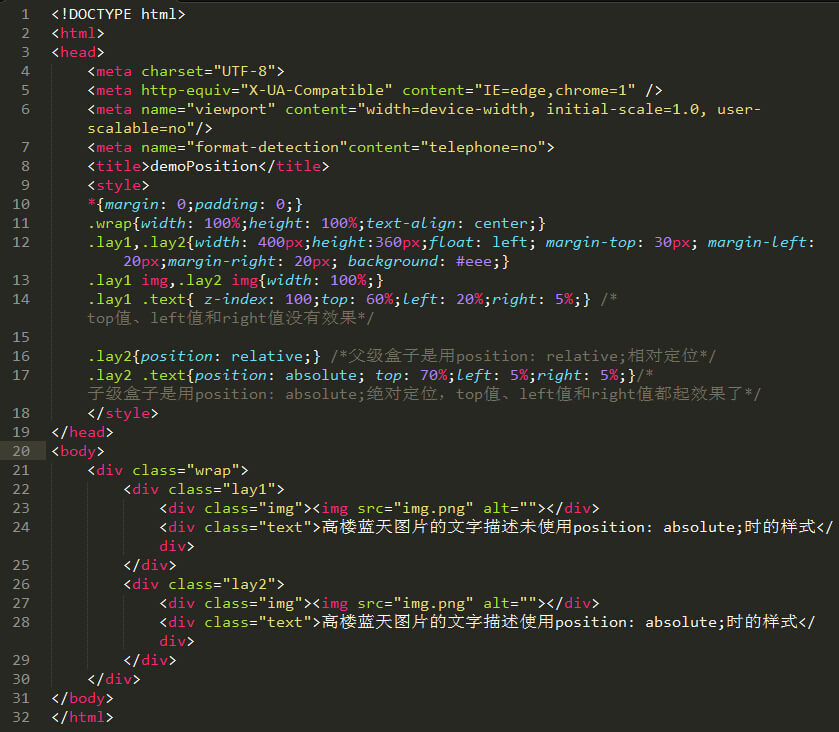 1 <!DOCTYPE html>
2 <html>
3 <head>
4 <meta charset="UTF-8">
5 <meta http-equiv="X-UA-Compatible" content="IE=edge,chrome=1" />
6 <meta name="viewport" content="width=device-width, initial-scale=1.0, user-
scalable=no"/>
7 <meta name="format-detection"content="telephone=no">
8 <title>demoPosition</title>
9 <style>
10 *{margin: 0;padding: 0;}
11 .wrap{width: 100%;height: 100%;text-align: center;}
12 .lay1,.lay2{width: 400px;height:360px;float: left; margin-top: 30px; margin-left:
20px;margin-right: 20px; background: #eee;}
13 .lay1 img,.lay2 img{width: 100%;}
14 .lay1 .text{ z-index: 100;top: 60%;left: 20%;right: 5%;} /*
top值、left值和right值没有效果*/
15
16 .lay2{position: relative;} /*父级盒子是用position: relative;相对定位*/
17 .lay2 .text{position: absolute; top: 70%;left: 5%;right: 5%;}/*
子级盒子是用position: absolute;绝对定位，top值、left值和right值都起效果了*/
18 </style>
19 </head>
20 <body>
21 <div class="wrap">
22 <div class="lay1">
23 <div class="img"><img src="img.png" alt=""></div>
24 <div class="text">高楼蓝天图片的文字描述未使用position: absolute;时的样式</
div>
25 </div>
26 <div class="lay2">
27 <div class="img"><img src="img.png" alt=""></div>
28 <div class="text">高楼蓝天图片的文字描述使用position: absolute;时的样式</
div>
29 </div>
30 </div>
31 </body>
32 </html>